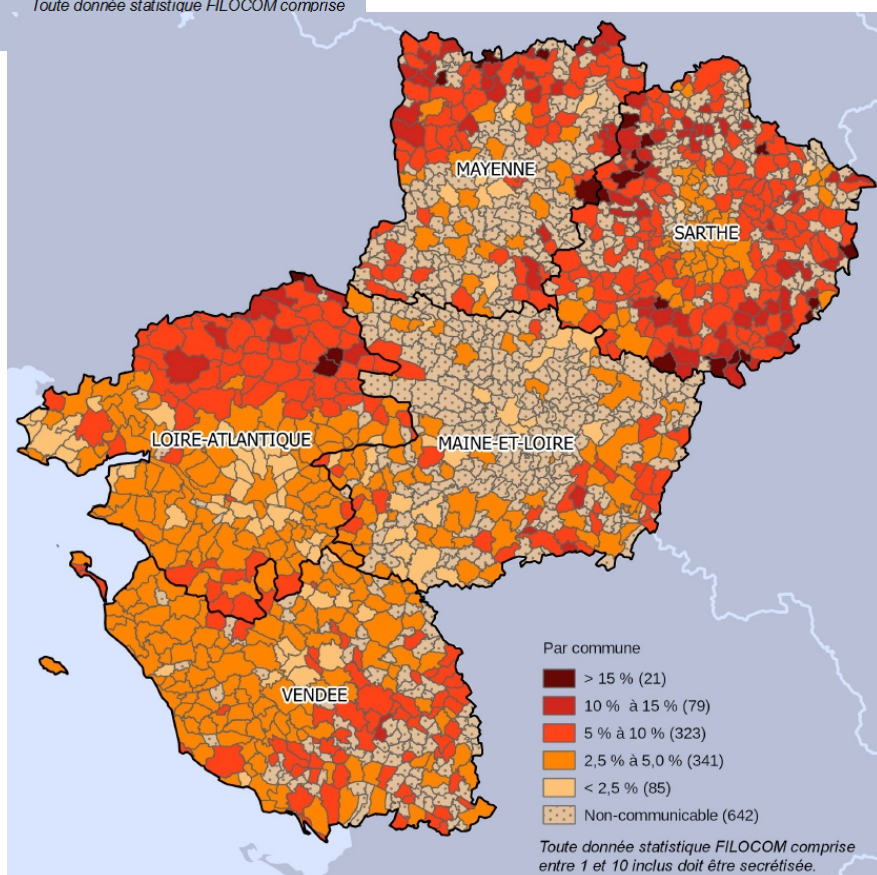 Toute donnée statistique FILOCOM comprise
MAYENNE
SARTHE
LOIRE-ATLANTIQUE
MAINE-ET-LOIRE
VENDEE
Par commune
> 15 % (21)
10 % à 15 % (79)
5 % à 10 % (323)
2,5 % à 5,0 % (341)
< 2,5 % (85)
Non-communicable (642)
Toute donnée statistique FILOCOM comprise
entre 1 et 10 inclus doit être secrétisée.